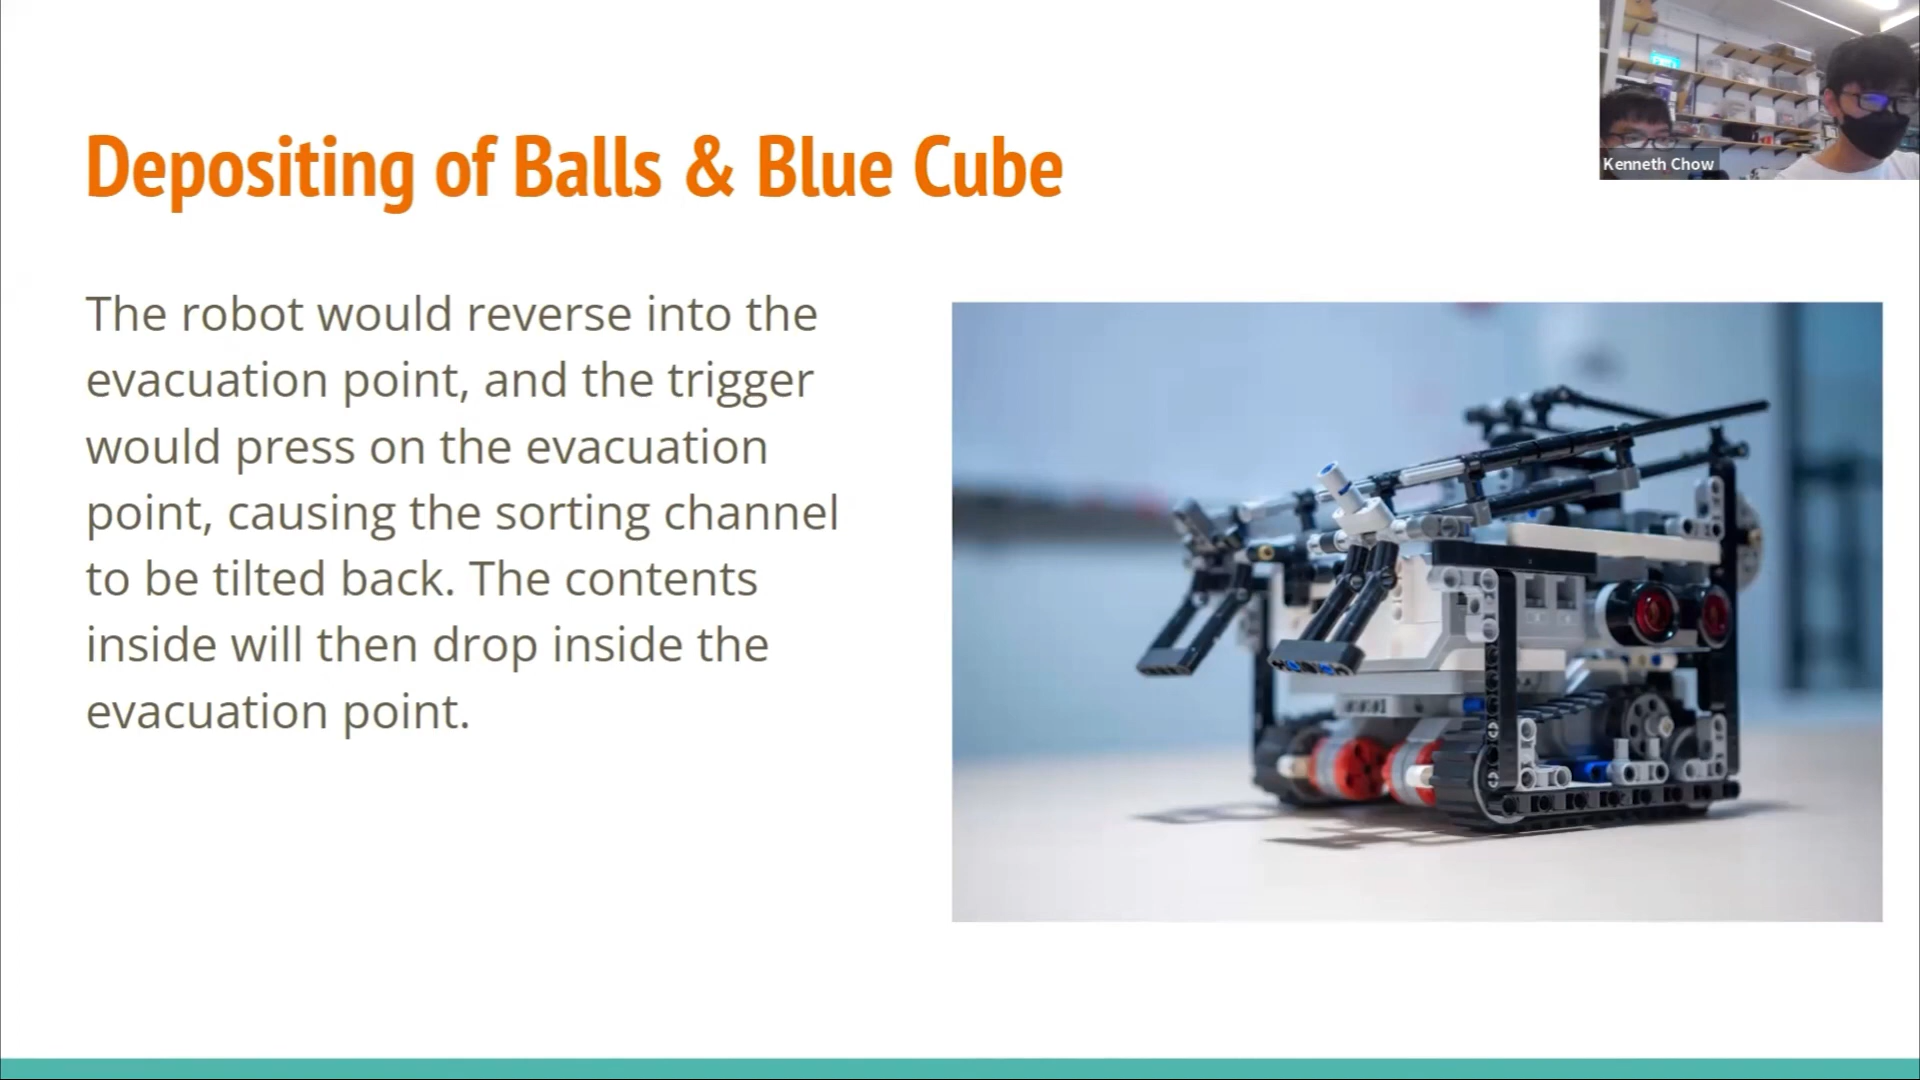 Depositing of Balls & Blue Cube
Kenneth Chow
The robot would reverse into the
evacuation point, and the trigger
would press on the evacuation
point, causing the sorting channel
to be tilted back. The contents
inside will then drop inside the
evacuation point.